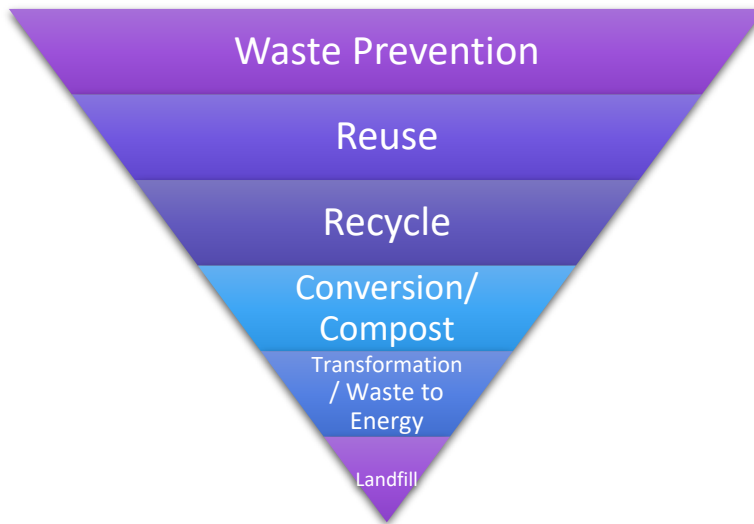 Waste Prevention
Reuse
Recycle
Conversion/
Compost
Transformation
/ Waste to
Energy
Landfill